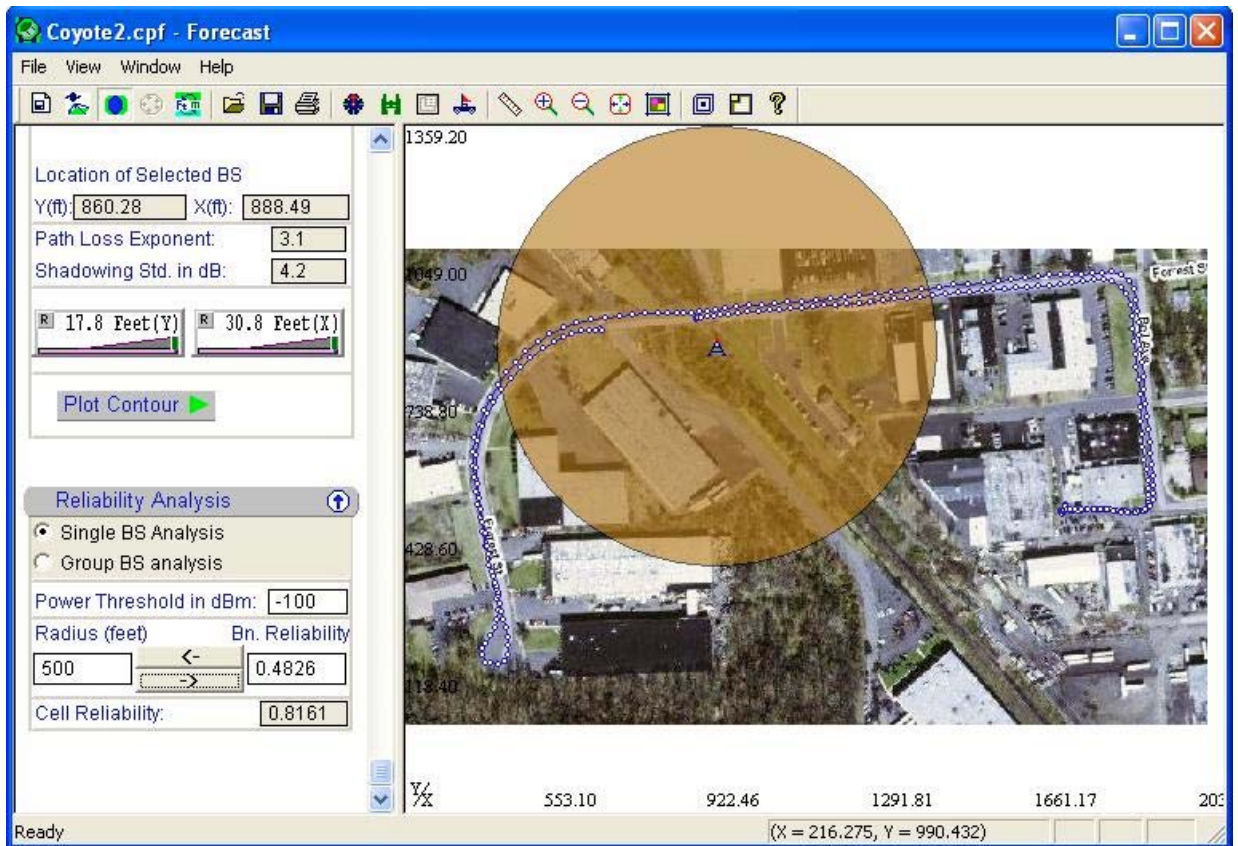 Coyote2.cpf - Forecast
File View Window Help
Location of Selected BS
Y(ft): 860.28 X(ft): 888.49
Path Loss Exponent: 3.1
Shadowing Std. in dB: 4.2
R 17.8 Feet(Y) R 30.8 Feet(X)
Plot Contour
Reliability Analysis
Single BS Analysis
Group BS analysis
Power Threshold in dBm: -100
Radius (feet) Bn. Reliability
500 <- -> 0.4826
Cell Reliability: 0.8161
1359.20
1049.00
738.80
428.60
118.40
Forrest St
Forrest S
Y/X 553.10 922.46 1291.81 1661.17 203
Ready (X = 216.275, Y = 990.432)